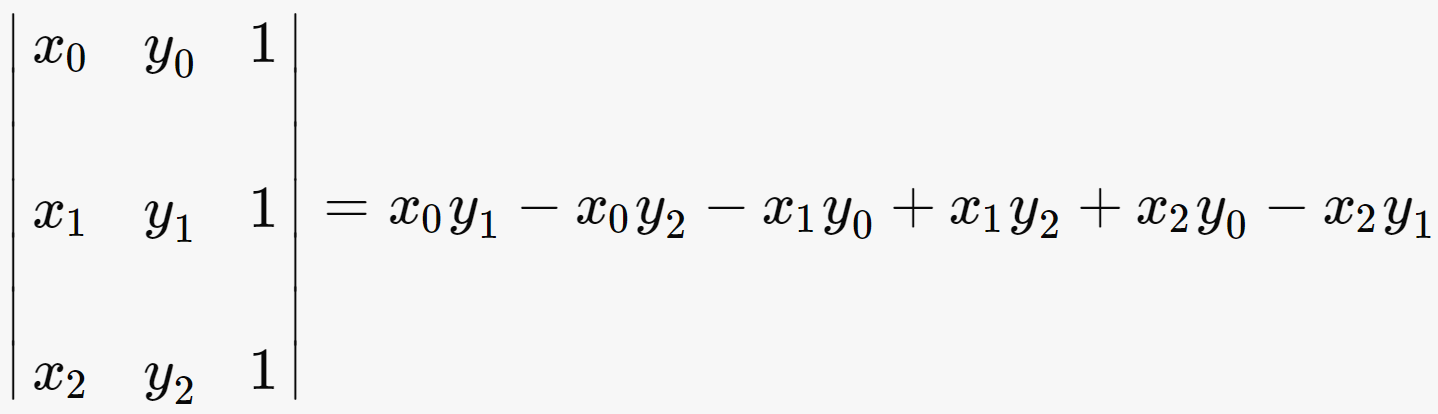 | x₀ y₀ 1 |
| x₁ y₁ 1 | = x₀y₁ − x₀y₂ − x₁y₀ + x₁y₂ + x₂y₀ − x₂y₁
| x₂ y₂ 1 |